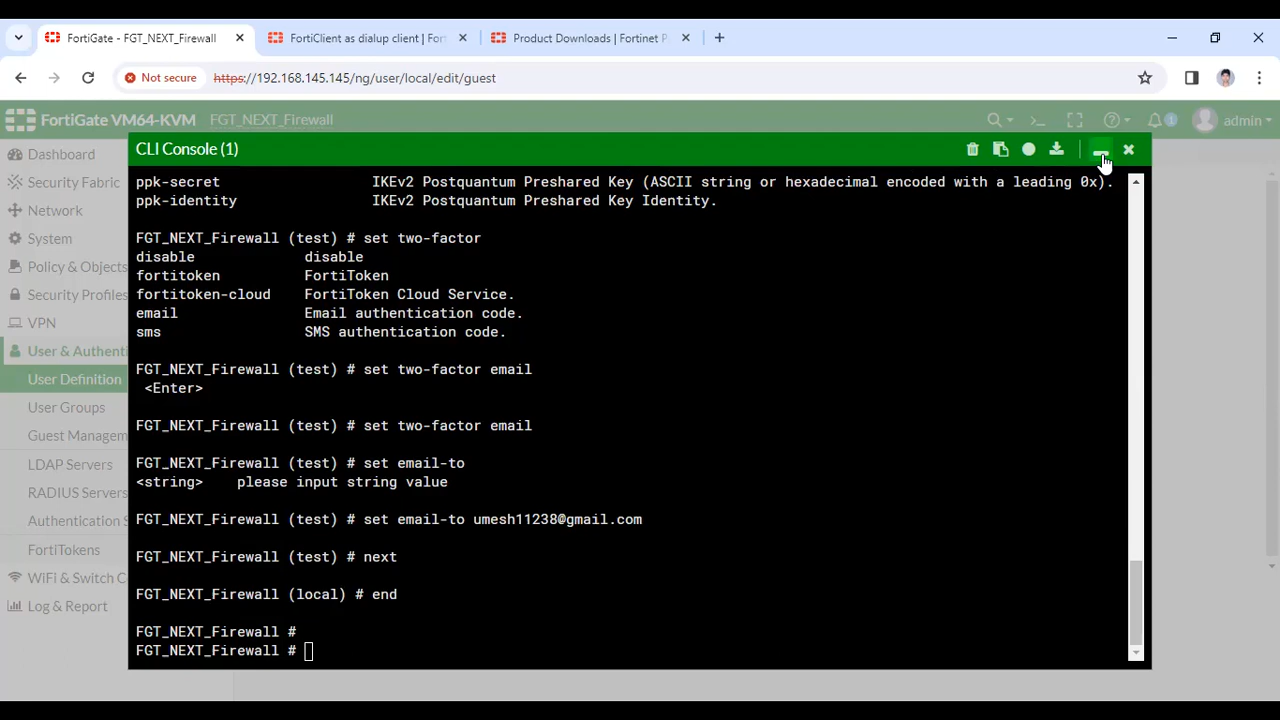 FortiGate - FGT_NEXT_Firewall
FortiClient as dialup client | For
Product Downloads | Fortinet P
Not secure
https://192.168.145.145/ng/user/local/edit/guest
FortiGate VM64-KVM
FGT_NEXT_Firewall
1
admin
Dashboard
Security Fabric
Network
System
Policy & Objects
Security Profiles
VPN
User & Authenti
User Definition
User Groups
Guest Managem
LDAP Servers
RADIUS Servers
Authentication S
FortiTokens
WiFi & Switch C
Log & Report
CLI Console (1)
ppk-secret IKEv2 Postquantum Preshared Key (ASCII string or hexadecimal encoded with a leading 0x).
ppk-identity IKEv2 Postquantum Preshared Key Identity.
FGT_NEXT_Firewall (test) # set two-factor
disable disable
fortitoken FortiToken
fortitoken-cloud FortiToken Cloud Service.
email Email authentication code.
sms SMS authentication code.
FGT_NEXT_Firewall (test) # set two-factor email
<Enter>
FGT_NEXT_Firewall (test) # set two-factor email
FGT_NEXT_Firewall (test) # set email-to
<string> please input string value
FGT_NEXT_Firewall (test) # set email-to umesh11238@gmail.com
FGT_NEXT_Firewall (test) # next
FGT_NEXT_Firewall (local) # end
FGT_NEXT_Firewall #
FGT_NEXT_Firewall #